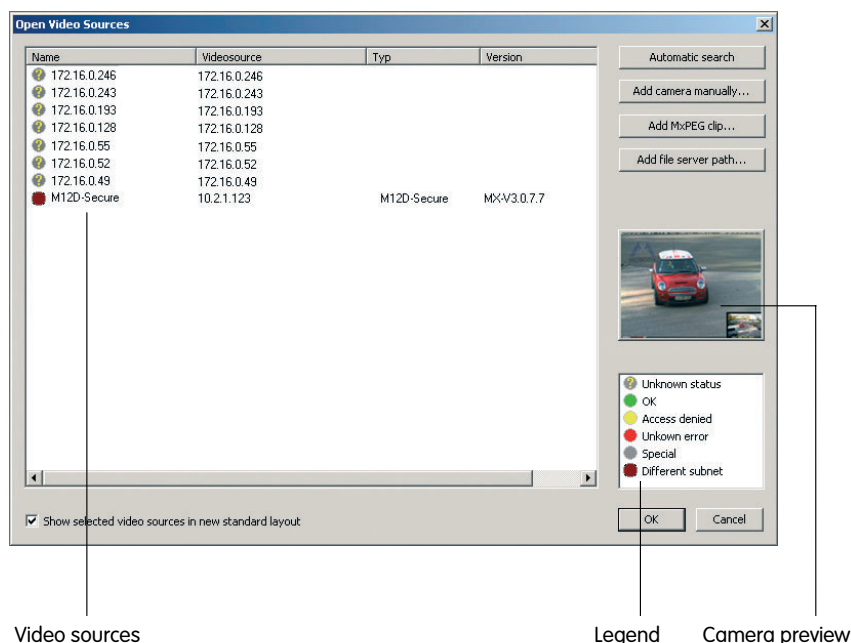 Open Video Sources
Name Videosource Typ Version
172.16.0.246 172.16.0.246
172.16.0.243 172.16.0.243
172.16.0.193 172.16.0.193
172.16.0.128 172.16.0.128
172.16.0.55 172.16.0.55
172.16.0.52 172.16.0.52
172.16.0.49 172.16.0.49
M12D-Secure 10.2.1.123 M12D-Secure MX-V3.0.7.7
Automatic search
Add camera manually...
Add MxPEG clip...
Add file server path...
? Unknown status
OK
Access denied
Unkown error
Special
Different subnet
Show selected video sources in new standard layout
OK Cancel
Video sources
Legend
Camera preview